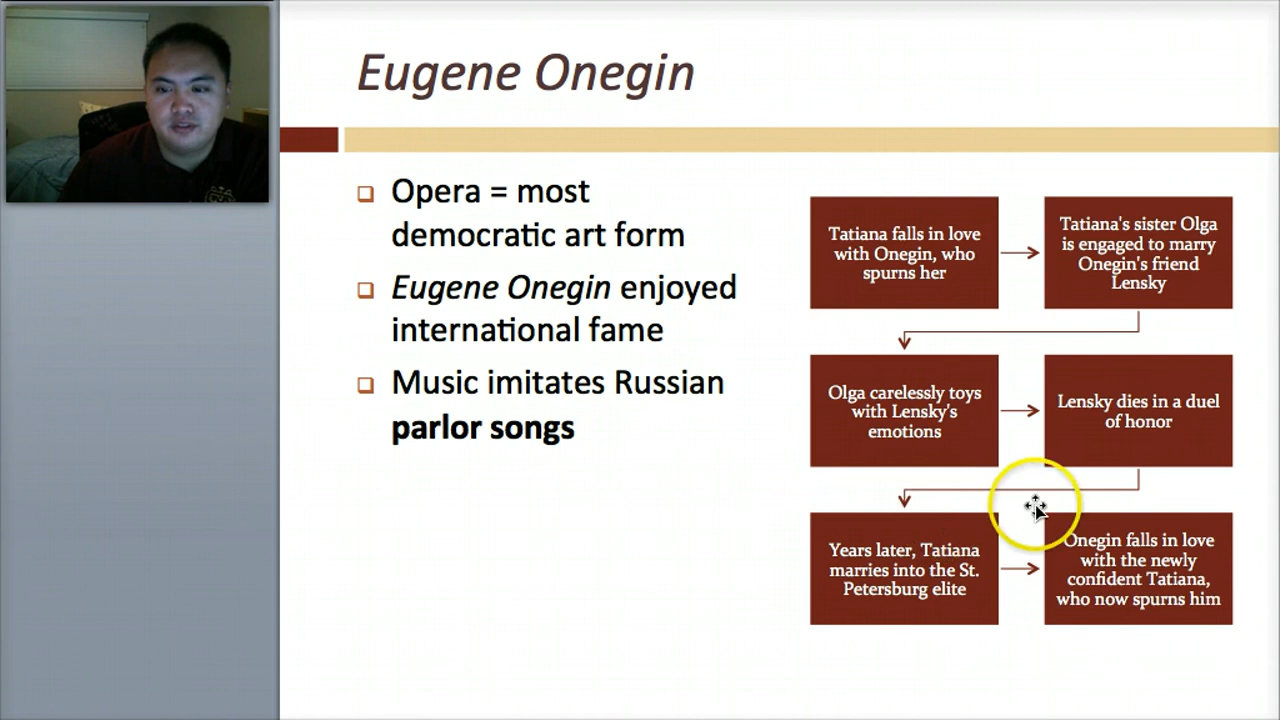 Eugene Onegin
Opera = most
democratic art form
Eugene Onegin enjoyed
international fame
Music imitates Russian
parlor songs
Tatiana falls in love
with Onegin, who
spurns her
Tatiana's sister Olga
is engaged to marry
Onegin's friend
Lensky
Olga carelessly toys
with Lensky's
emotions
Lensky dies in a duel
of honor
Years later, Tatiana
marries into the St.
Petersburg elite
Onegin falls in love
with the newly
confident Tatiana,
who now spurns him